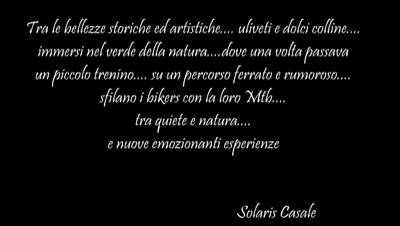 Tra le bellezze storiche ed artistiche.... uliveti e dolci colline....
immersi nel verde della natura....dove una volta passava
un piccolo trenino.... su un percorso ferrato e rumoroso....
sfilano i bikers con la loro Mtb....
tra quiete e natura....
e nuove emozionanti esperienze
Solaris Casale